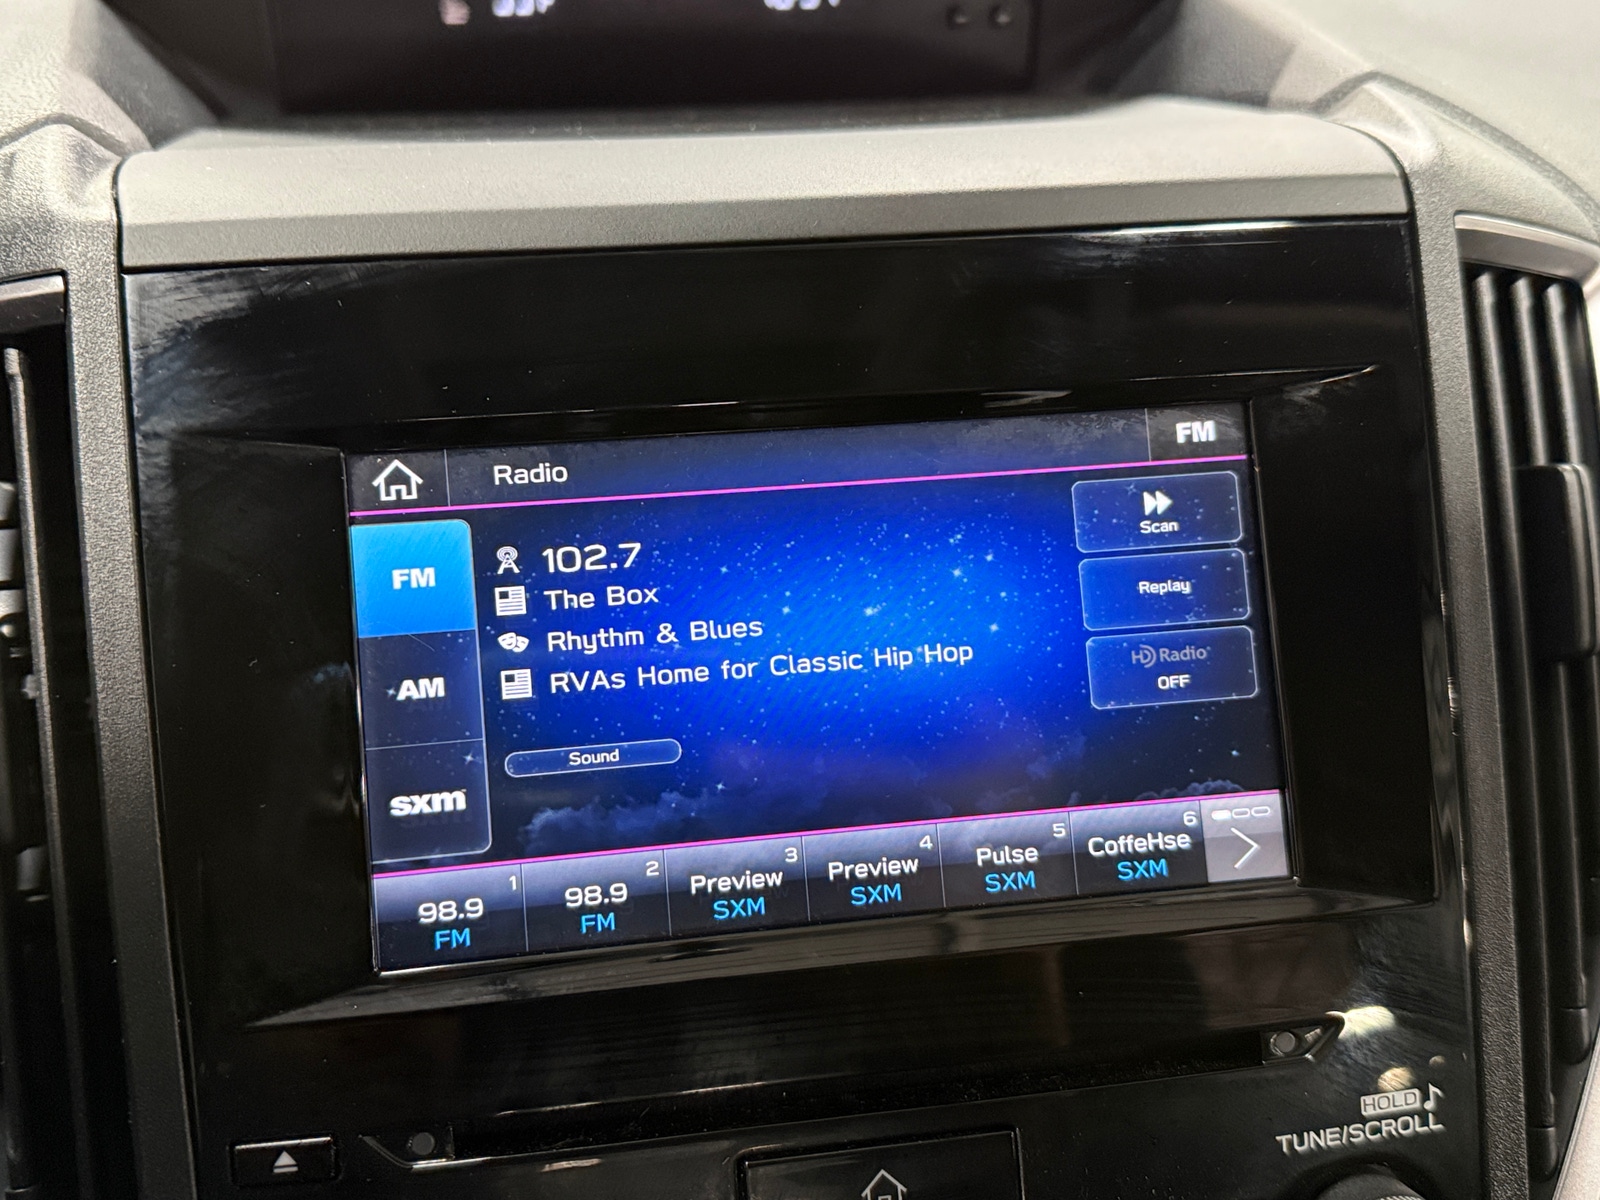 Radio
FM
FM
AM
sxm
102.7
The Box
Rhythm & Blues
RVAs Home for Classic Hip Hop
Sound
Scan
Replay
HD Radio
OFF
1
98.9
FM
2
98.9
FM
3
Preview
SXM
4
Preview
SXM
5
Pulse
SXM
6
CoffeHse
SXM
HOLD
TUNE/SCROLL